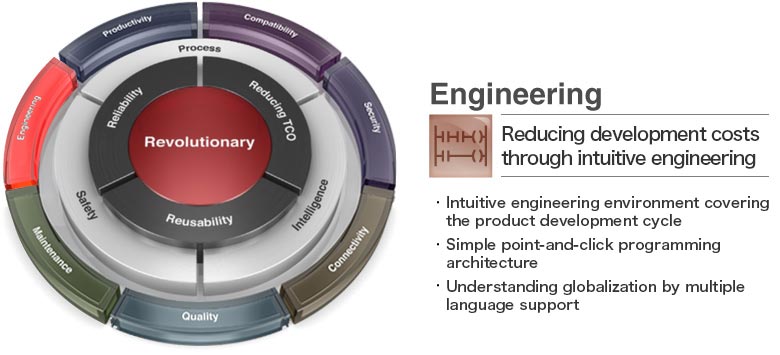 Productivity
Compatibility
Process
Engineering
Reliability
Reducing TCO
Security
Revolutionary
Safety
Reusability
Intelligence
Maintenance
Connectivity
Quality
Engineering
Reducing development costs
through intuitive engineering
· Intuitive engineering environment covering
the product development cycle
· Simple point-and-click programming
architecture
· Understanding globalization by multiple
language support